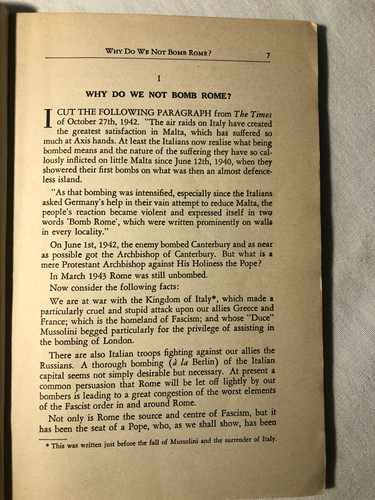 WHY DO WE NOT BOMB ROME? 7
I
WHY DO WE NOT BOMB ROME?
I CUT THE FOLLOWING PARAGRAPH from The Times
of October 27th, 1942. "The air raids on Italy have created
the greatest satisfaction in Malta, which has suffered so
much at Axis hands. At least the Italians now realise what being
bombed means and the nature of the suffering they have so cal-
lously inflicted on little Malta since June 12th, 1940, when they
showered their first bombs on what was then an almost defence-
less island.
"As that bombing was intensified, especially since the Italians
asked Germany's help in their vain attempt to reduce Malta, the
people's reaction became violent and expressed itself in two
words 'Bomb Rome', which were written prominently on walls
in every locality."
On June 1st, 1942, the enemy bombed Canterbury and as near
as possible got the Archbishop of Canterbury. But what is a
mere Protestant Archbishop against His Holiness the Pope?
In March 1943 Rome was still unbombed.
Now consider the following facts:
We are at war with the Kingdom of Italy*, which made a
particularly cruel and stupid attack upon our allies Greece and
France; which is the homeland of Fascism; and whose "Duce"
Mussolini begged particularly for the privilege of assisting in
the bombing of London.
There are also Italian troops fighting against our allies the
Russians. A thorough bombing (à la Berlin) of the Italian
capital seems not simply desirable but necessary. At present a
common persuasion that Rome will be let off lightly by our
bombers is leading to a great congestion of the worst elements
of the Fascist order in and around Rome.
Not only is Rome the source and centre of Fascism, but it
has been the seat of a Pope, who, as we shall show, has been
* This was written just before the fall of Mussolini and the surrender of Italy.